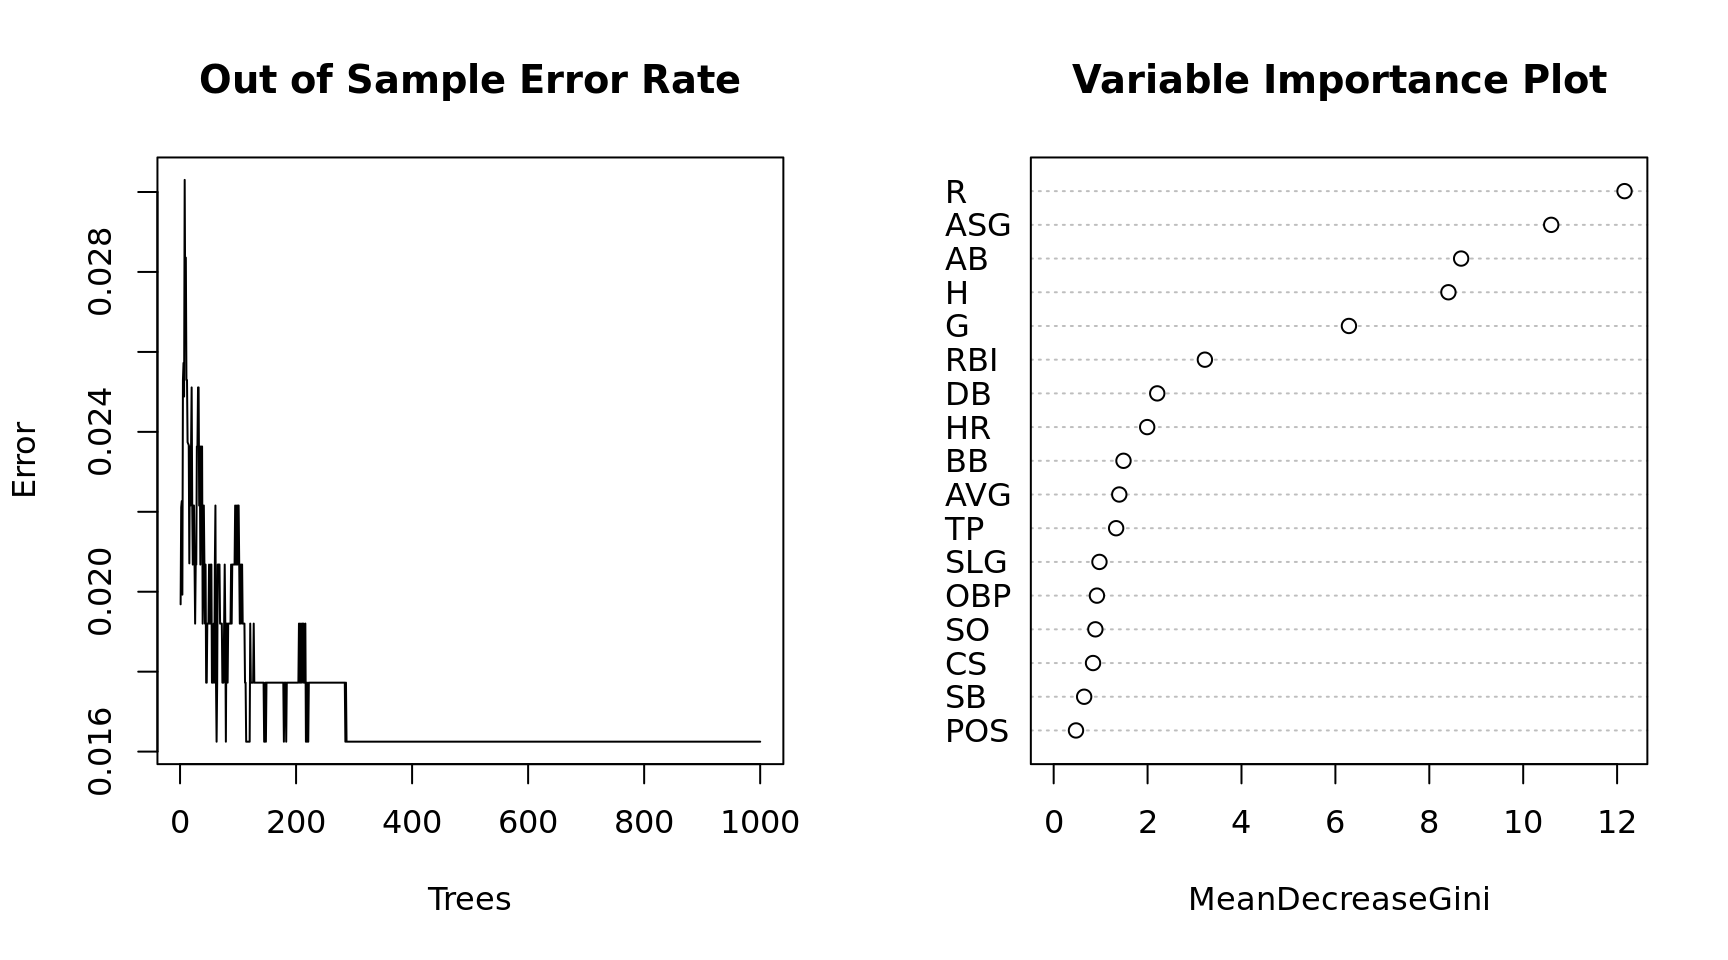 Out of Sample Error Rate
Error
0.028
0.024
0.020
0.016
0 200 400 600 800 1000
Trees
Variable Importance Plot
R
ASG
AB
H
G
RBI
DB
HR
BB
AVG
TP
SLG
OBP
SO
CS
SB
POS
0 2 4 6 8 10 12
MeanDecreaseGini